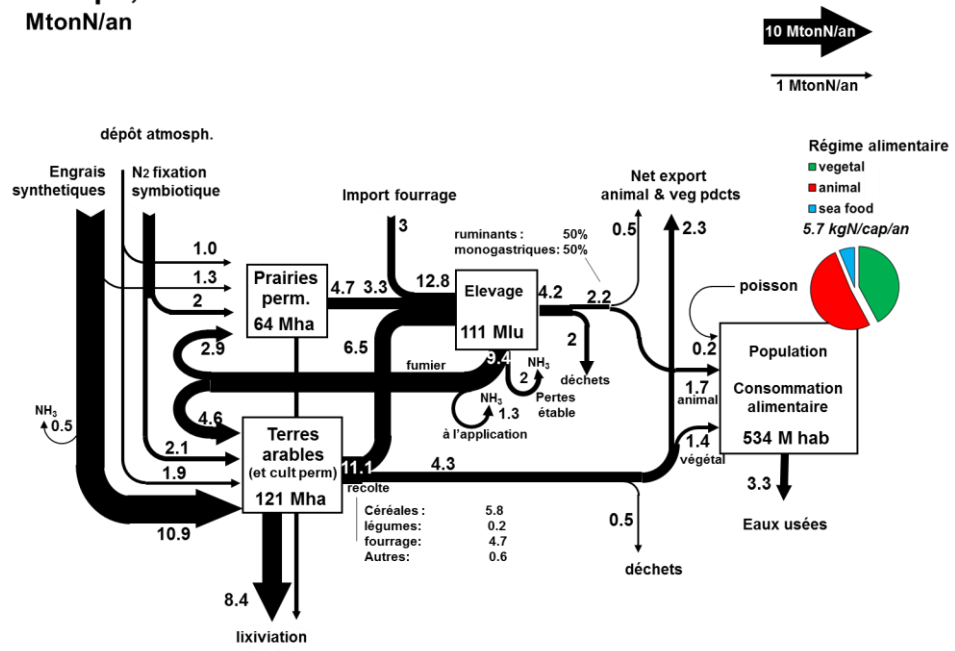 MtonN/an
10 MtonN/an
1 MtonN/an
dépôt atmosph.
Engrais
synthetiques
N2 fixation
symbiotique
Import fourrage
3
ruminants : 50%
monogastriques: 50%
Net export
animal & veg pdcts
0.5
2.3
Régime alimentaire
vegetal
animal
sea food
5.7 kgN/cap/an
1.0
1.3
2
Prairies
perm.
64 Mha
4.7
3.3
12.8
Elevage
111 Mlu
4.2
2.2
2
déchets
poisson
0.2
Population
Consommation
alimentaire
534 M hab
2.9
6.5
fumier
9.4
2
NH3
Pertes
étable
NH3
1.3
à l'application
1.7
animal
1.4
végétal
NH3
0.5
4.6
2.1
1.9
10.9
Terres
arables
(et cult perm)
121 Mha
11.1
récolte
4.3
Céréales : 5.8
légumes: 0.2
fourrage: 4.7
Autres: 0.6
0.5
déchets
3.3
Eaux usées
8.4
lixiviation